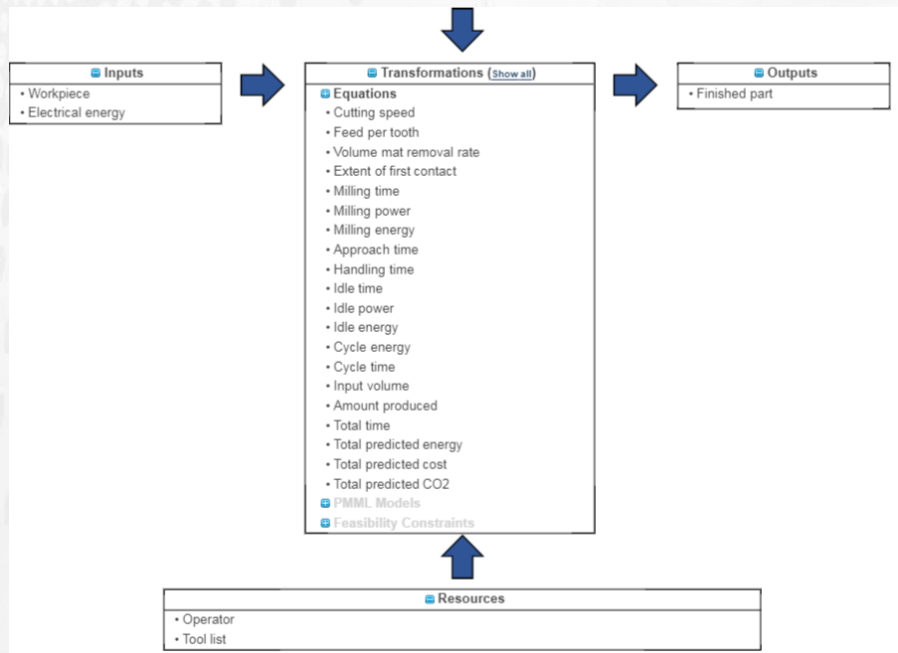 Inputs
• Workpiece
• Electrical energy
Transformations (Show all)
Equations
• Cutting speed
• Feed per tooth
• Volume mat removal rate
• Extent of first contact
• Milling time
• Milling power
• Milling energy
• Approach time
• Handling time
• Idle time
• Idle power
• Idle energy
• Cycle energy
• Cycle time
• Input volume
• Amount produced
• Total time
• Total predicted energy
• Total predicted cost
• Total predicted CO2
PMML Models
Feasibility Constraints
Outputs
• Finished part
Resources
• Operator
• Tool list